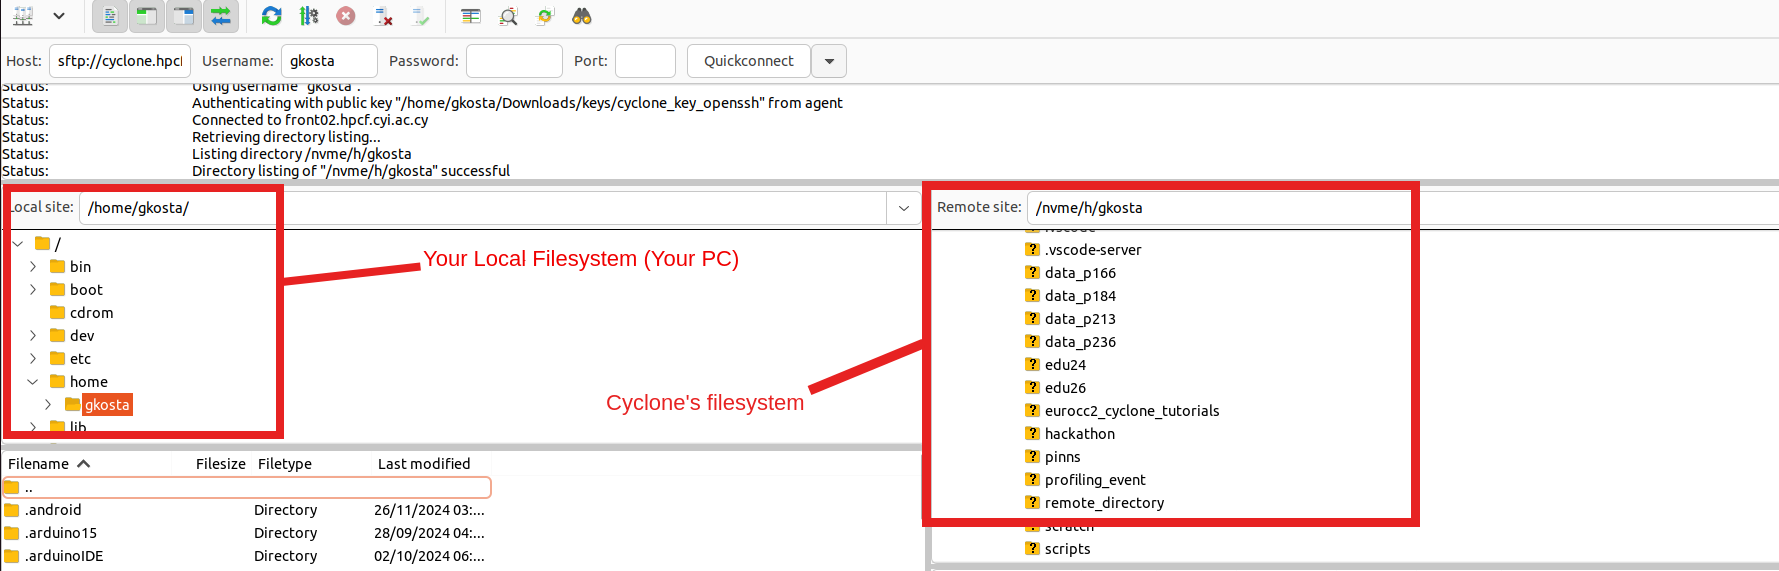 Host: sftp://cyclone.hpc Username: gkosta Password: Port: Quickconnect
Status: Using username "gkosta".
Status: Authenticating with public key "/home/gkosta/Downloads/keys/cyclone_key_openssh" from agent
Status: Connected to front02.hpcf.cyi.ac.cy
Status: Retrieving directory listing...
Status: Listing directory /nvme/h/gkosta
Status: Directory listing of "/nvme/h/gkosta" successful
Local site: /home/gkosta/
/
bin
boot
cdrom
dev
etc
home
gkosta
lib
Your Local Filesystem (Your PC)
Cyclone's filesystem
Remote site: /nvme/h/gkosta
.vscode
.vscode-server
data_p166
data_p184
data_p213
data_p236
edu24
edu26
eurocc2_cyclone_tutorials
hackathon
pinns
profiling_event
remote_directory
scratch
scripts
Filename Filesize Filetype Last modified
..
.android Directory 26/11/2024 03:...
.arduino15 Directory 28/09/2024 04:...
.arduinoIDE Directory 02/10/2024 06:...